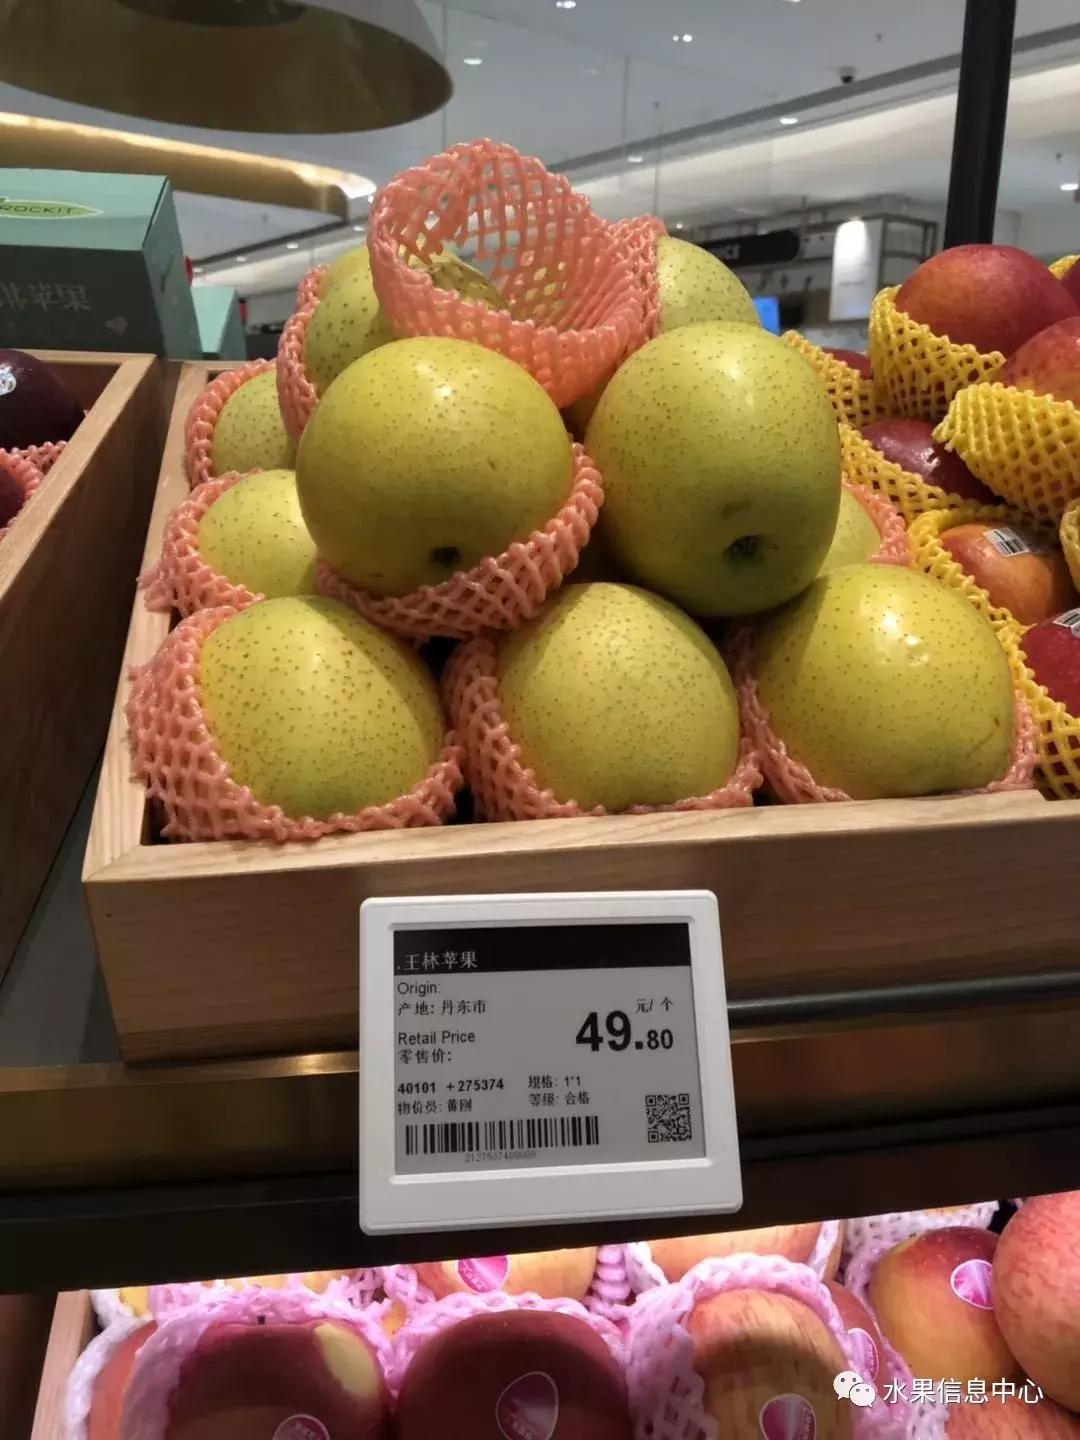 ROCKIT
苹果
.王林苹果
Origin:
产地: 丹东市
元/ 个
49.80
Retail Price
零售价:
40101 +275374
规格: 1*1
物价员: 黄刚
等级: 合格
水果信息中心